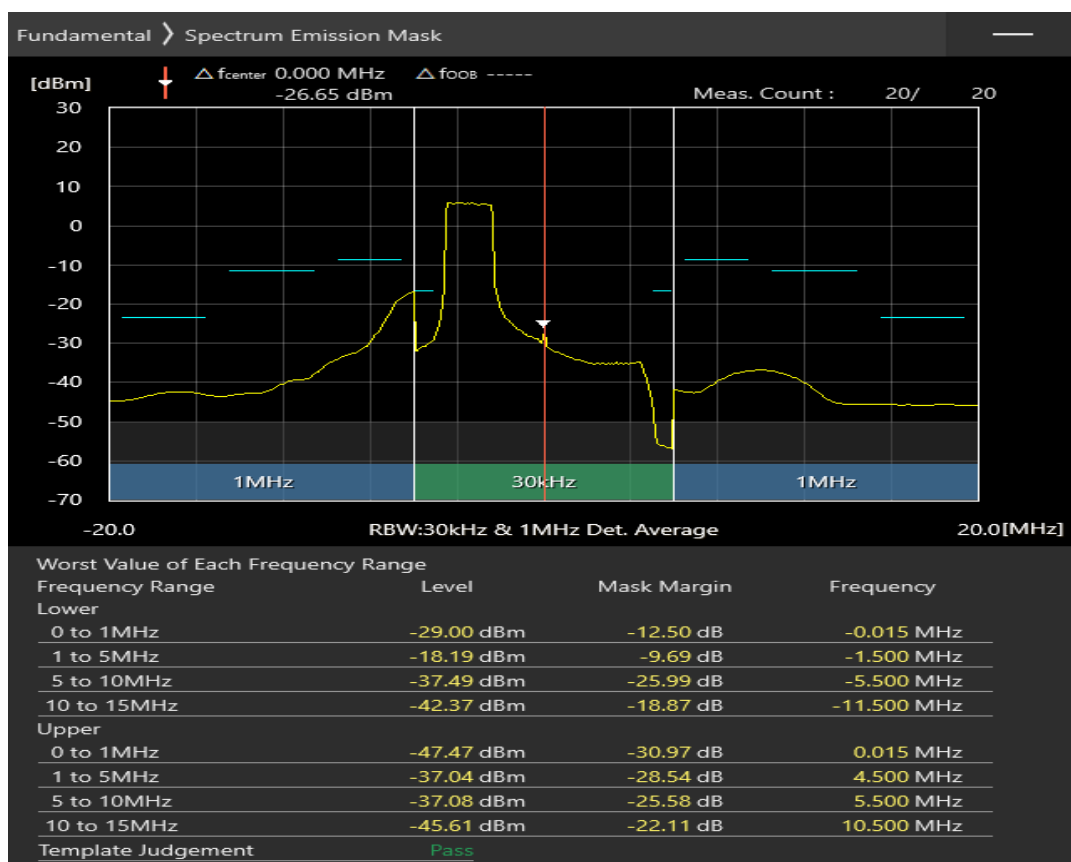 Fundamental ❯ Spectrum Emission Mask
[dBm] △ fcenter 0.000 MHz △ fOOB -----
-26.65 dBm Meas. Count : 20/ 20
30
20
10
0
-10
-20
-30
-40
-50
-60
1MHz 30kHz 1MHz
-70
-20.0 RBW:30kHz & 1MHz Det. Average 20.0[MHz]
Worst Value of Each Frequency Range
Frequency Range Level Mask Margin Frequency
Lower
0 to 1MHz -29.00 dBm -12.50 dB -0.015 MHz
1 to 5MHz -18.19 dBm -9.69 dB -1.500 MHz
5 to 10MHz -37.49 dBm -25.99 dB -5.500 MHz
10 to 15MHz -42.37 dBm -18.87 dB -11.500 MHz
Upper
0 to 1MHz -47.47 dBm -30.97 dB 0.015 MHz
1 to 5MHz -37.04 dBm -28.54 dB 4.500 MHz
5 to 10MHz -37.08 dBm -25.58 dB 5.500 MHz
10 to 15MHz -45.61 dBm -22.11 dB 10.500 MHz
Template Judgement Pass